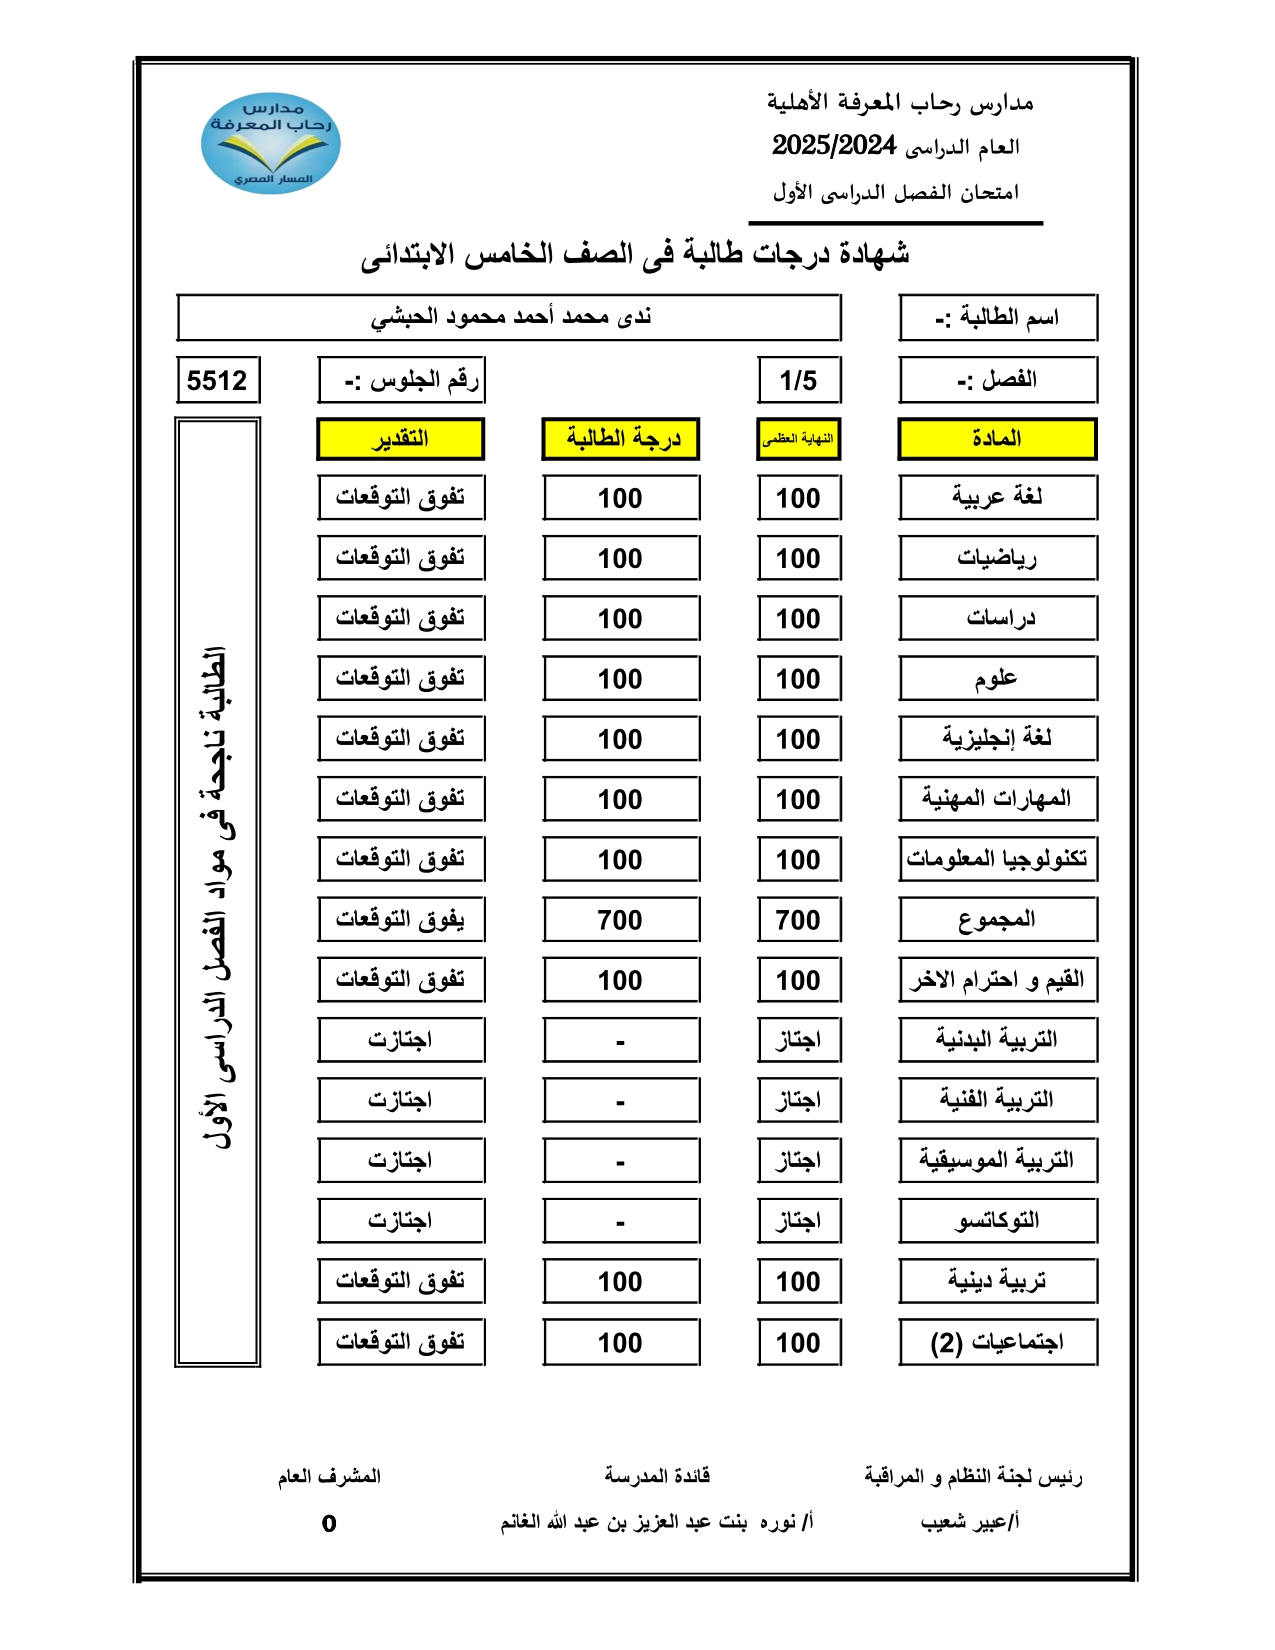 مدارس رحاب المعرفة الأهلية
العام الدراسى 2025/2024
امتحان الفصل الدراسى الأول
مدارس
رحاب المعرفة
المسار المصري
شهادة درجات طالبة فى الصف الخامس الابتدائى
اسم الطالبة :- ندى محمد أحمد محمود الحبشي
الفصل :- 1/5 رقم الجلوس :- 5512
المادة النهاية العظمى درجة الطالبة التقدير
لغة عربية 100 100 تفوق التوقعات
رياضيات 100 100 تفوق التوقعات
دراسات 100 100 تفوق التوقعات
علوم 100 100 تفوق التوقعات
لغة إنجليزية 100 100 تفوق التوقعات
المهارات المهنية 100 100 تفوق التوقعات
تكنولوجيا المعلومات 100 100 تفوق التوقعات
المجموع 700 700 يفوق التوقعات
القيم و احترام الاخر 100 100 تفوق التوقعات
التربية البدنية اجتاز - اجتازت
التربية الفنية اجتاز - اجتازت
التربية الموسيقية اجتاز - اجتازت
التوكاتسو اجتاز - اجتازت
تربية دينية 100 100 تفوق التوقعات
اجتماعيات (2) 100 100 تفوق التوقعات
الطالبة ناجحة فى مواد الفصل الدراسى الأول
رئيس لجنة النظام و المراقبة قائدة المدرسة المشرف العام
أ/عبير شعيب أ/ نوره بنت عبد العزيز بن عبد الله الغانم 0